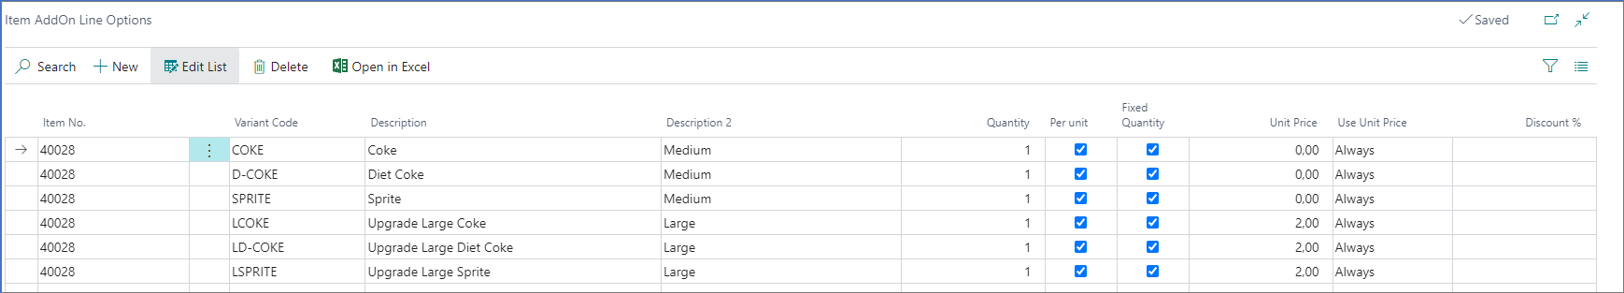 Item AddOn Line Options
Saved
Search New Edit List Delete Open in Excel
Item No. Variant Code Description Description 2 Quantity Per unit Fixed Quantity Unit Price Use Unit Price Discount %
40028 COKE Coke Medium 1 0,00 Always
40028 D-COKE Diet Coke Medium 1 0,00 Always
40028 SPRITE Sprite Medium 1 0,00 Always
40028 LCOKE Upgrade Large Coke Large 1 2,00 Always
40028 LD-COKE Upgrade Large Diet Coke Large 1 2,00 Always
40028 LSPRITE Upgrade Large Sprite Large 1 2,00 Always